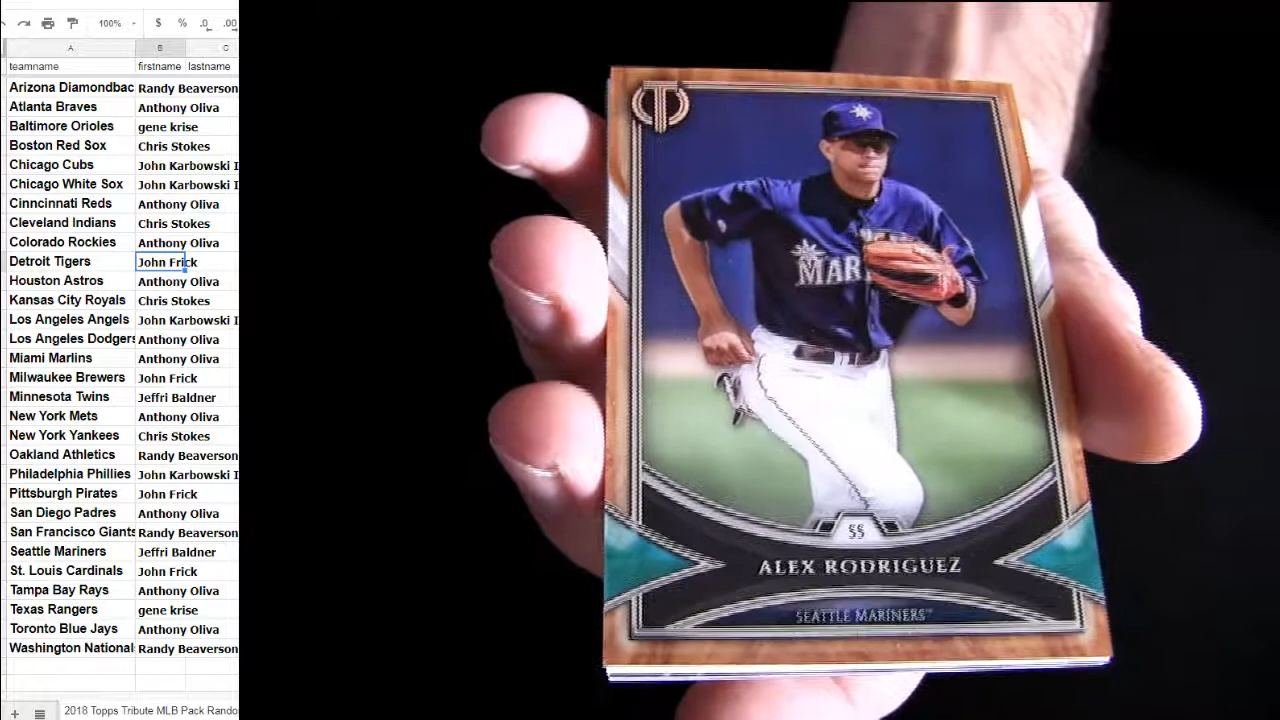 100%
$ % .0 .00
A B C
teamname firstname lastname
Arizona Diamondbac Randy Beaverson
Atlanta Braves Anthony Oliva
Baltimore Orioles gene krise
Boston Red Sox Chris Stokes
Chicago Cubs John Karbowski I
Chicago White Sox John Karbowski I
Cinncinnati Reds Anthony Oliva
Cleveland Indians Chris Stokes
Colorado Rockies Anthony Oliva
Detroit Tigers John Frick
Houston Astros Anthony Oliva
Kansas City Royals Chris Stokes
Los Angeles Angels John Karbowski I
Los Angeles Dodgers Anthony Oliva
Miami Marlins Anthony Oliva
Milwaukee Brewers John Frick
Minnesota Twins Jeffri Baldner
New York Mets Anthony Oliva
New York Yankees Chris Stokes
Oakland Athletics Randy Beaverson
Philadelphia Phillies John Karbowski I
Pittsburgh Pirates John Frick
San Diego Padres Anthony Oliva
San Francisco Giants Randy Beaverson
Seattle Mariners Jeffri Baldner
St. Louis Cardinals John Frick
Tampa Bay Rays Anthony Oliva
Texas Rangers gene krise
Toronto Blue Jays Anthony Oliva
Washington National Randy Beaverson
2018 Topps Tribute MLB Pack Rando
T
MAR
SS
ALEX RODRIGUEZ
SEATTLE MARINERS™